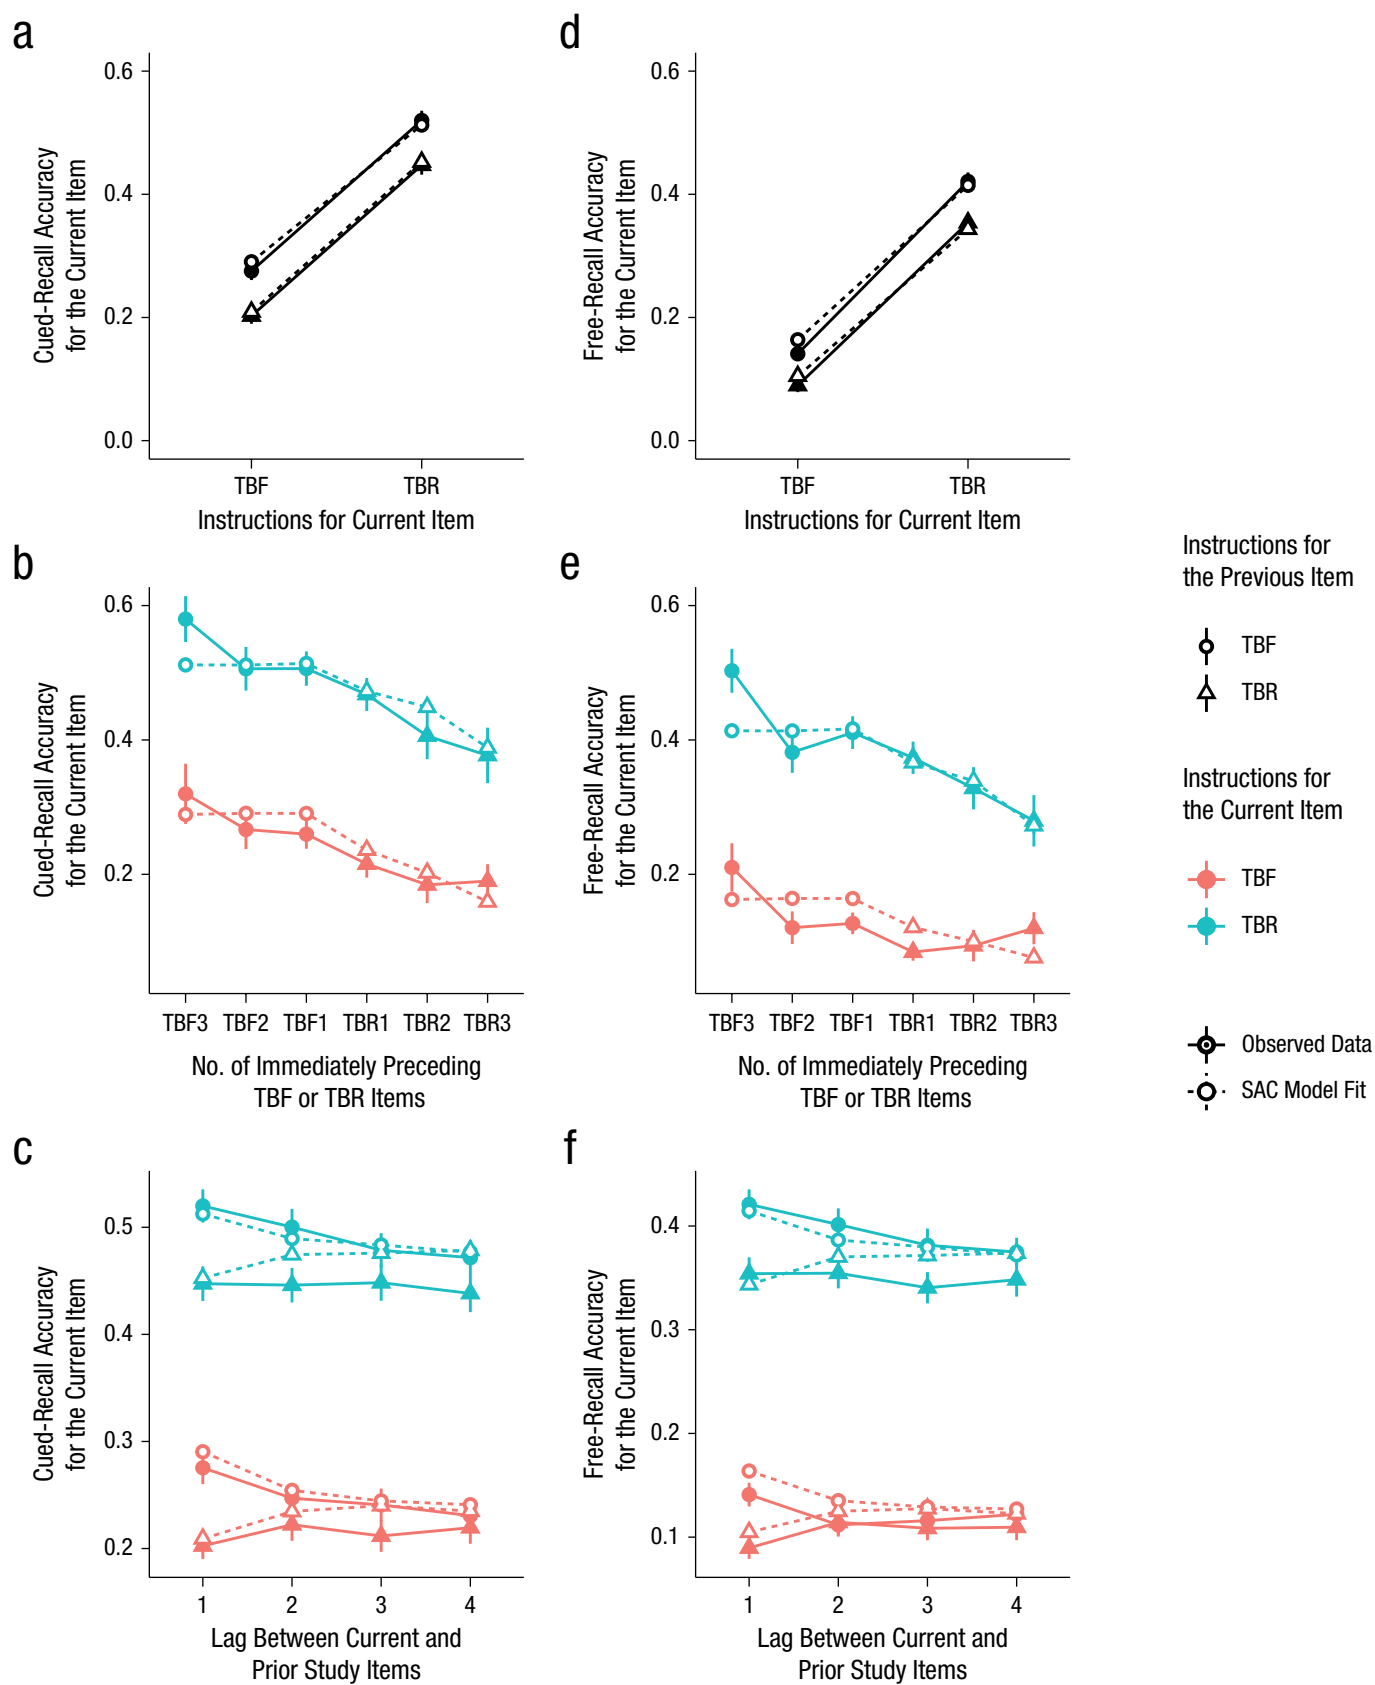 a
0.6
0.4
0.2
0.0
Cued-Recall Accuracy
for the Current Item
TBF
TBR
Instructions for Current Item
d
0.6
0.4
0.2
0.0
Free-Recall Accuracy
for the Current Item
TBF
TBR
Instructions for Current Item
b
0.6
0.4
0.2
Cued-Recall Accuracy
for the Current Item
TBF3 TBF2 TBF1 TBR1 TBR2 TBR3
No. of Immediately Preceding
TBF or TBR Items
e
0.6
0.4
0.2
Free-Recall Accuracy
for the Current Item
TBF3 TBF2 TBF1 TBR1 TBR2 TBR3
No. of Immediately Preceding
TBF or TBR Items
Instructions for
the Previous Item
TBF
TBR
Instructions for
the Current Item
TBF
TBR
Observed Data
SAC Model Fit
c
0.5
0.4
0.3
0.2
Cued-Recall Accuracy
for the Current Item
1 2 3 4
Lag Between Current and
Prior Study Items
f
0.4
0.3
0.2
0.1
Free-Recall Accuracy
for the Current Item
1 2 3 4
Lag Between Current and
Prior Study Items